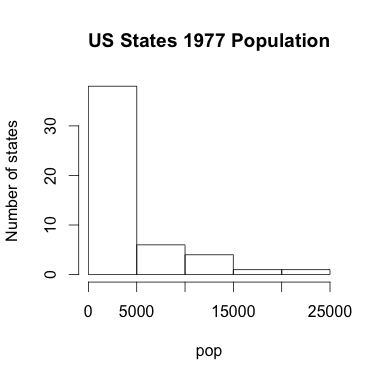 US States 1977 Population
Number of states
30
20
10
0
0 5000 15000 25000
pop